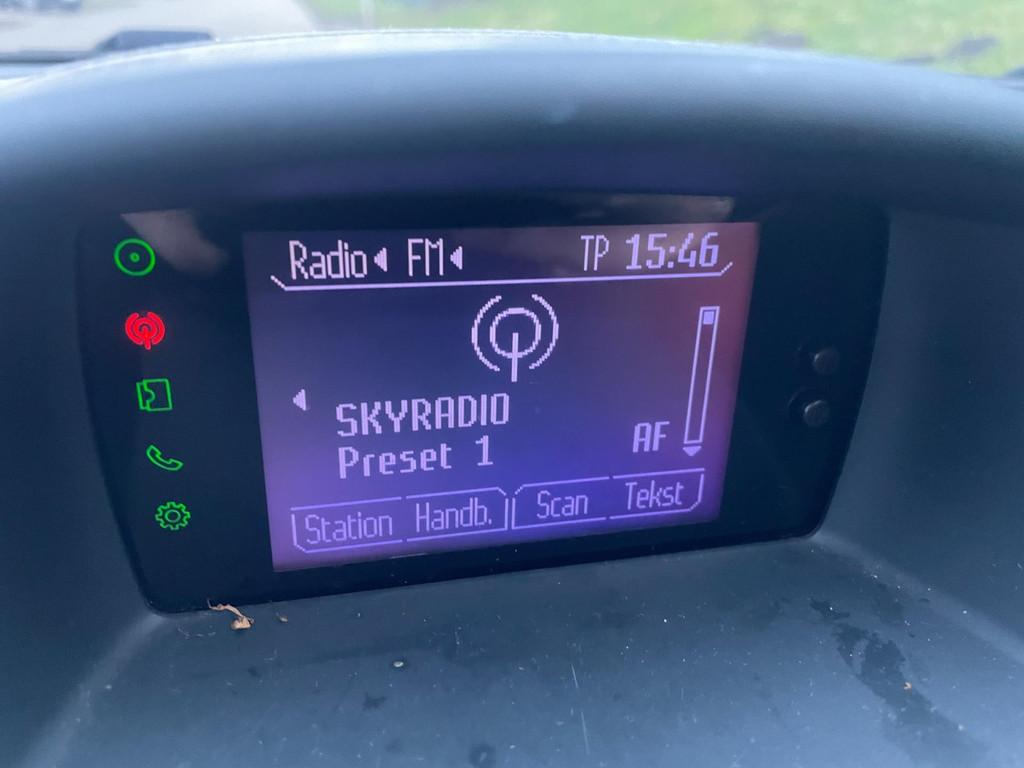 Radio FM TP 15:46
SKYRADIO
Preset 1 AF
Station Handb. Scan Tekst